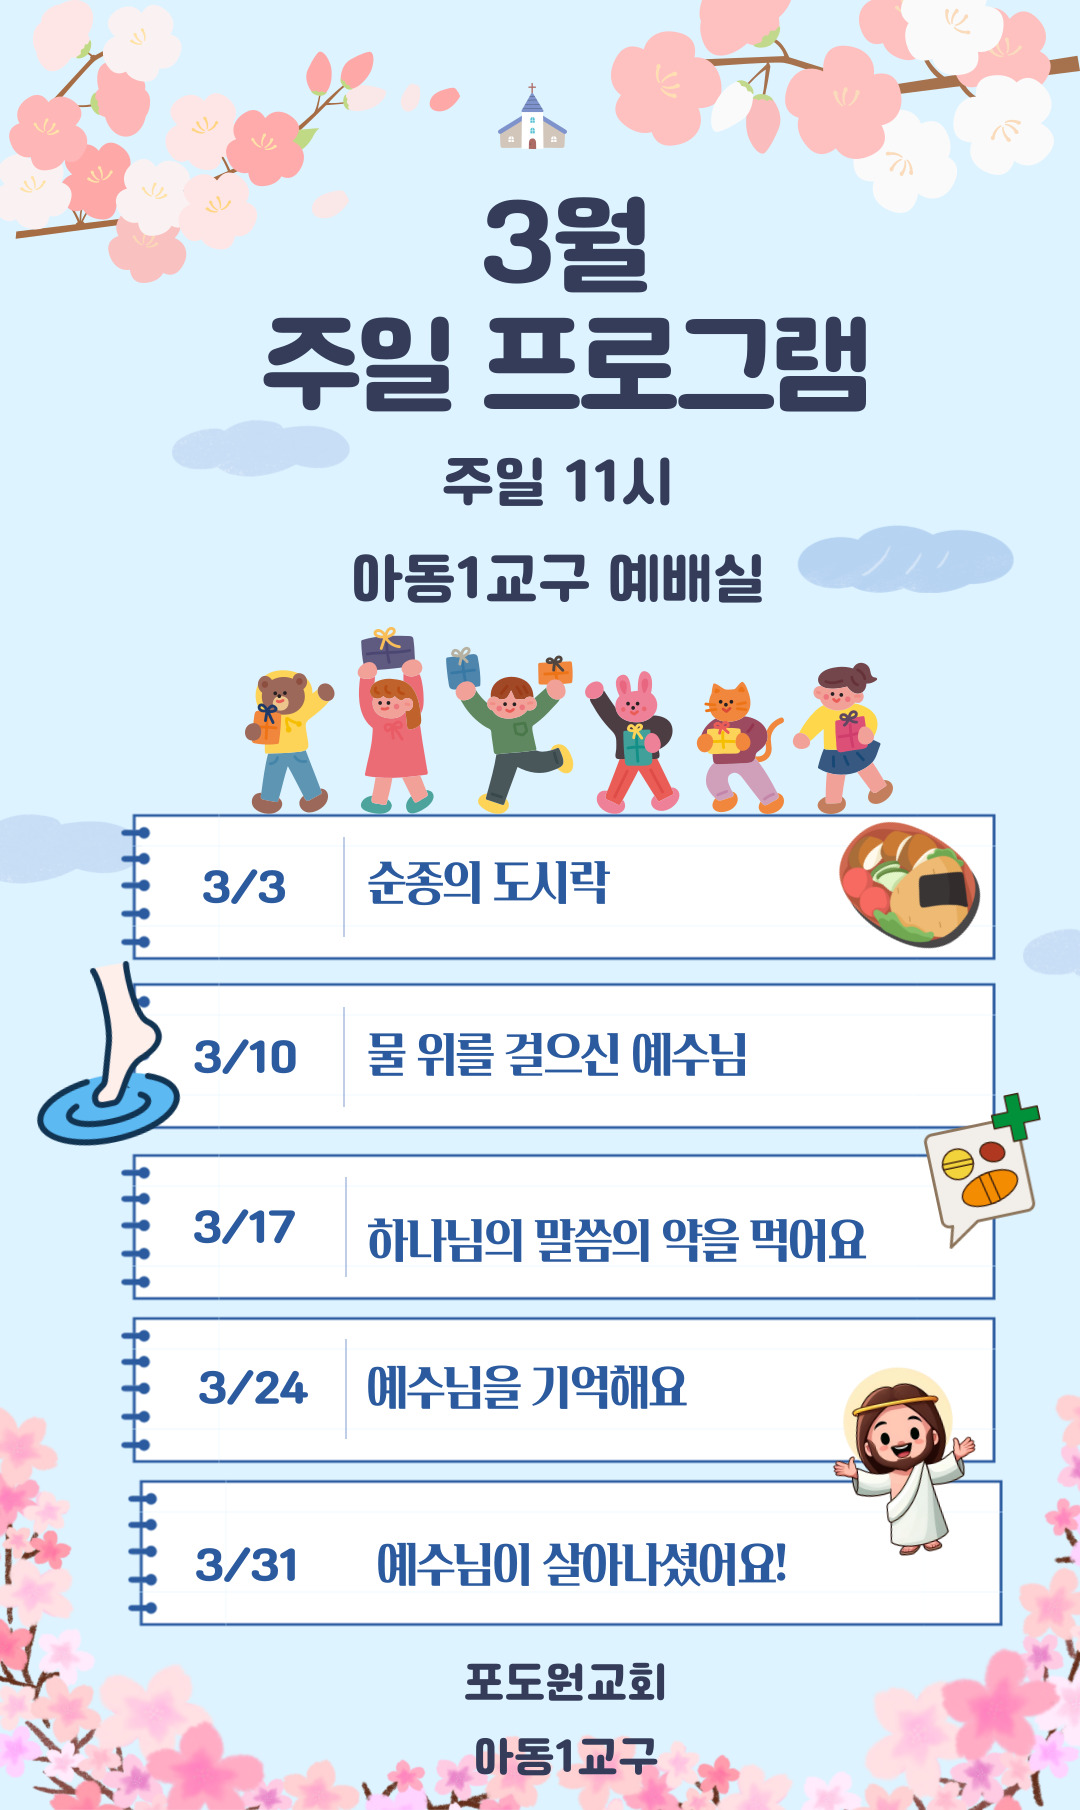 3월
주일 프로그램
주일 11시
아동1교구 예배실
3/3 순종의 도시락
3/10 물 위를 걸으신 예수님
3/17 하나님의 말씀의 약을 먹어요
3/24 예수님을 기억해요
3/31 예수님이 살아나셨어요!
포도원교회
아동1교구